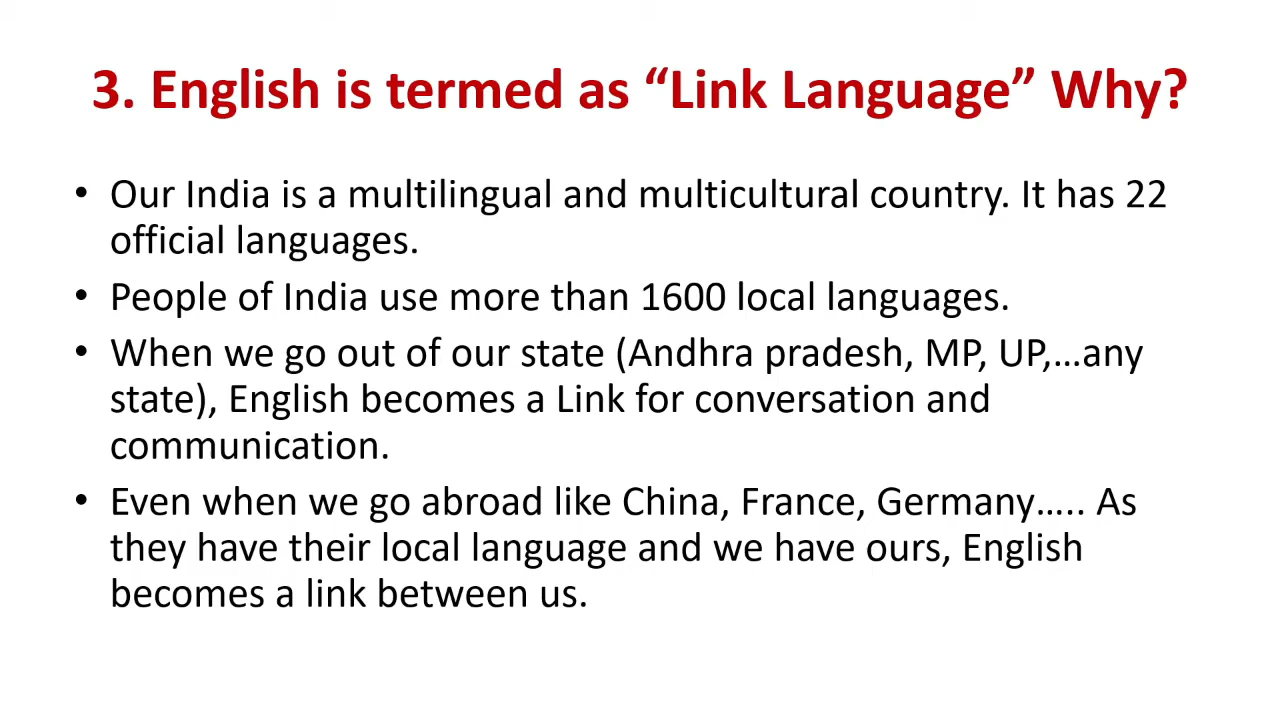 3. English is termed as “Link Language” Why?
• Our India is a multilingual and multicultural country. It has 22
official languages.
• People of India use more than 1600 local languages.
• When we go out of our state (Andhra pradesh, MP, UP,...any
state), English becomes a Link for conversation and
communication.
• Even when we go abroad like China, France, Germany..... As
they have their local language and we have ours, English
becomes a link between us.